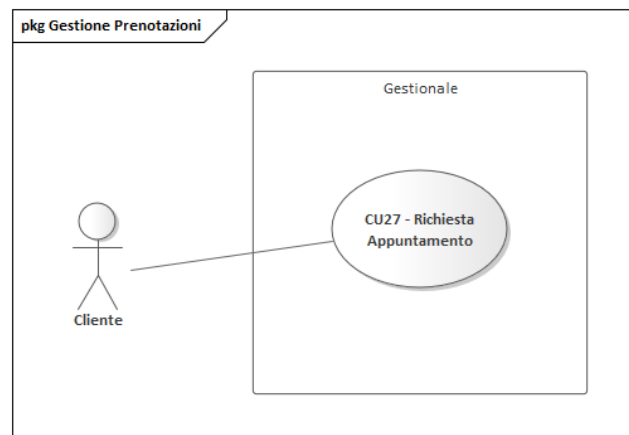 pkg Gestione Prenotazioni
Gestionale
CU27 - Richiesta
Appuntamento
Cliente